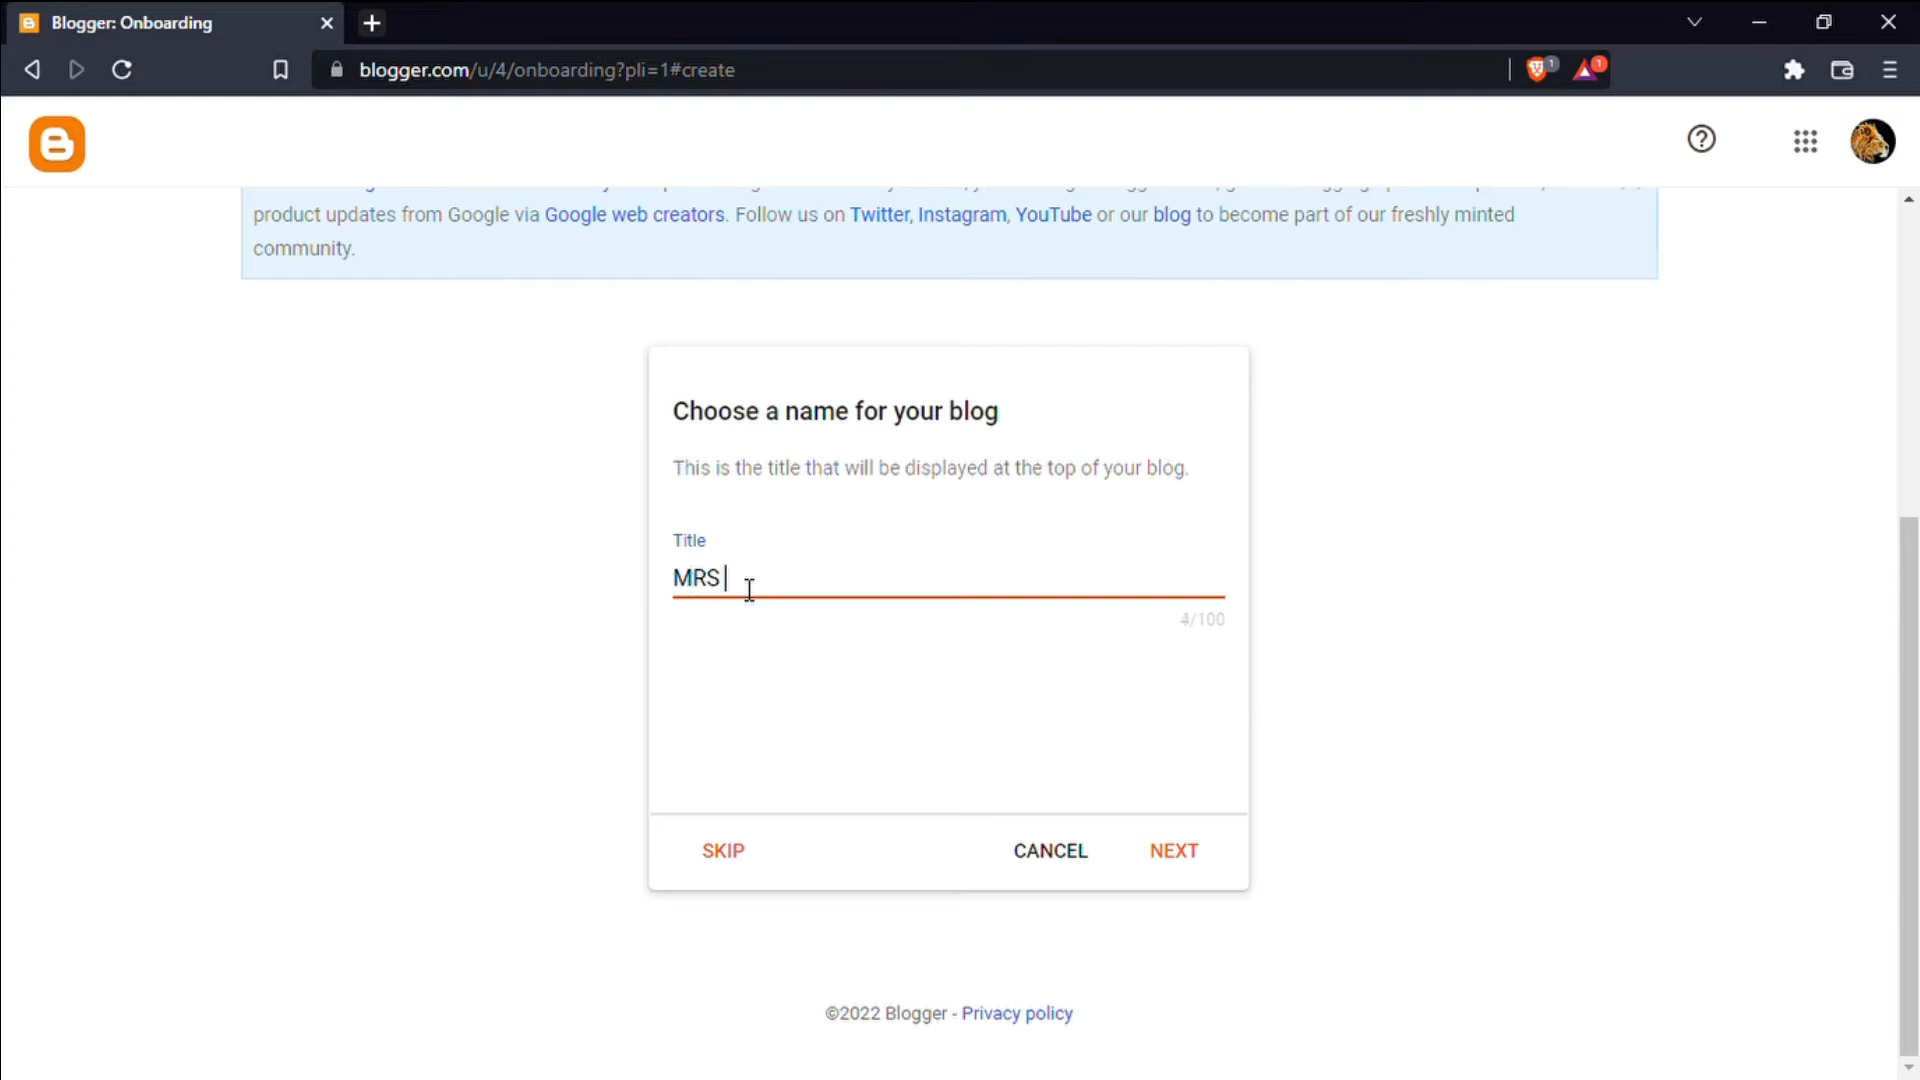 Blogger: Onboarding
blogger.com/u/4/onboarding?pli=1#create
1
1
product updates from Google via Google web creators. Follow us on Twitter, Instagram, YouTube or our blog to become part of our freshly minted
community.
Choose a name for your blog
This is the title that will be displayed at the top of your blog.
Title
MRS
4/100
SKIP CANCEL NEXT
©2022 Blogger - Privacy policy